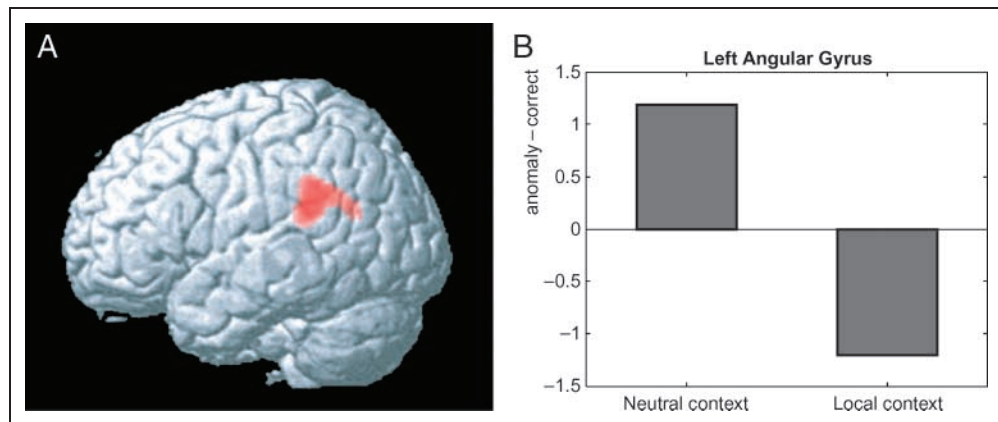 A
B
Left Angular Gyrus
anomaly – correct
1.5
1
0.5
0
−0.5
−1
−1.5
Neutral context
Local context